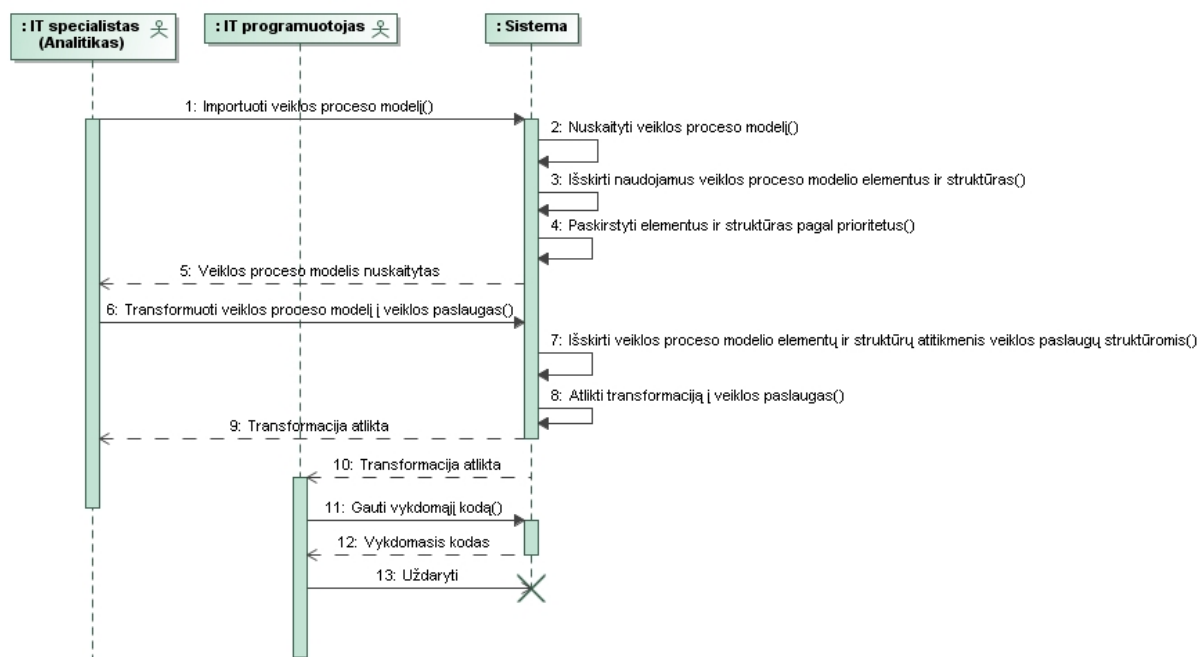 : IT specialistas
(Analitikas)
: IT programuotojas
: Sistema
1: Importuoti veiklos proceso modelį()
2: Nuskaityti veiklos proceso modelį()
3: Išskirti naudojamus veiklos proceso modelio elementus ir struktūras()
4: Paskirstyti elementus ir struktūras pagal prioritetus()
5: Veiklos proceso modelis nuskaitytas
6: Transformuoti veiklos proceso modelį į veiklos paslaugas()
7: Išskirti veiklos proceso modelio elementų ir struktūrų atitikmenis veiklos paslaugų struktūromis()
8: Atlikti transformaciją į veiklos paslaugas()
9: Transformacija atlikta
10: Transformacija atlikta
11: Gauti vykdomąjį kodą()
12: Vykdomasis kodas
13: Uždaryti